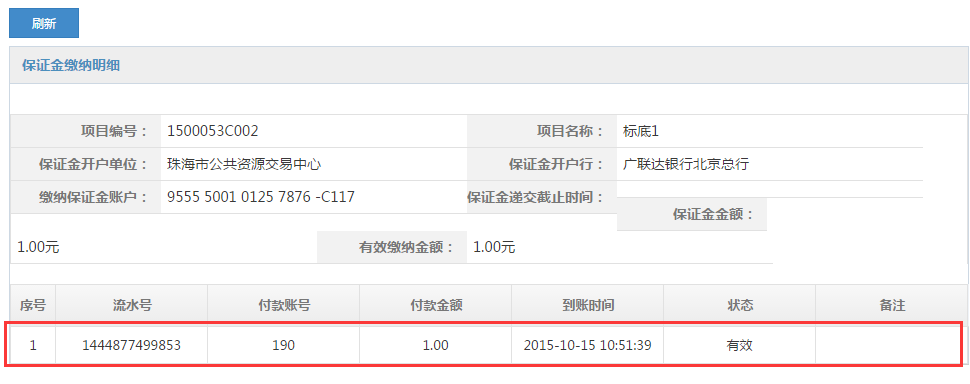 刷新
保证金缴纳明细
项目编号： 1500053C002 项目名称： 标底1
保证金开户单位： 珠海市公共资源交易中心 保证金开户行： 广联达银行北京总行
缴纳保证金账户： 9555 5001 0125 7876 -C117 保证金递交截止时间：
保证金金额：
1.00元 有效缴纳金额： 1.00元
序号 流水号 付款账号 付款金额 到账时间 状态 备注
1 1444877499853 190 1.00 2015-10-15 10:51:39 有效